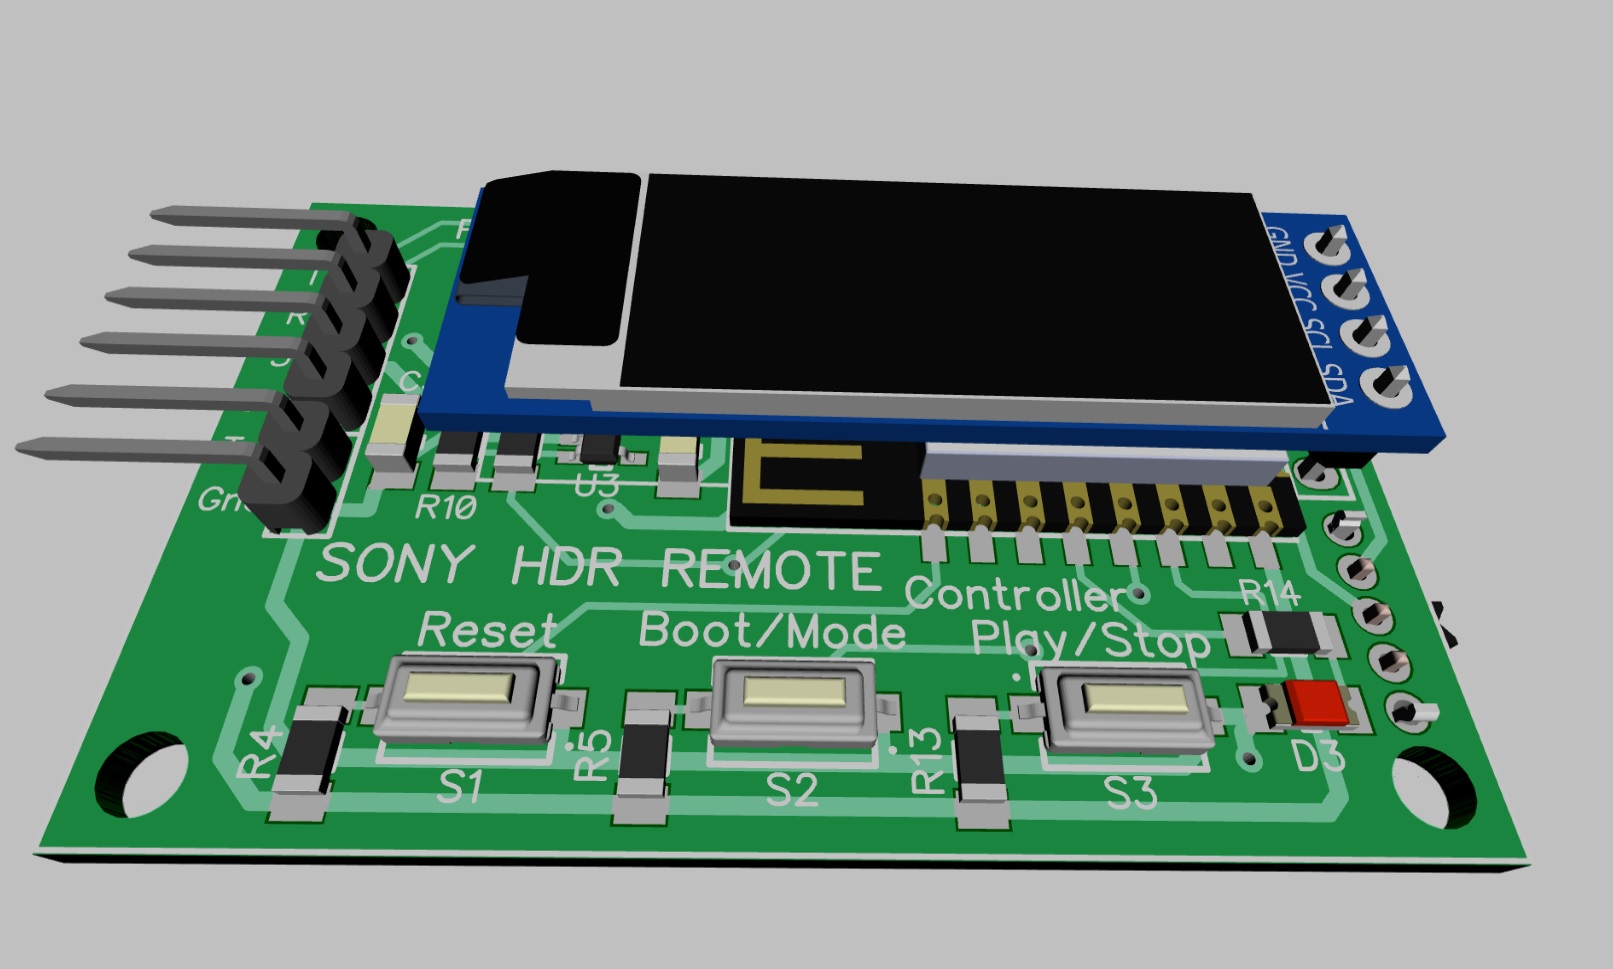 GND VCC SCL SDA
R10
U3
SONY HDR REMOTE
Controller
R14
Reset
Boot/Mode
Play/Stop
R4
R5
R13
S1
S2
S3
D3